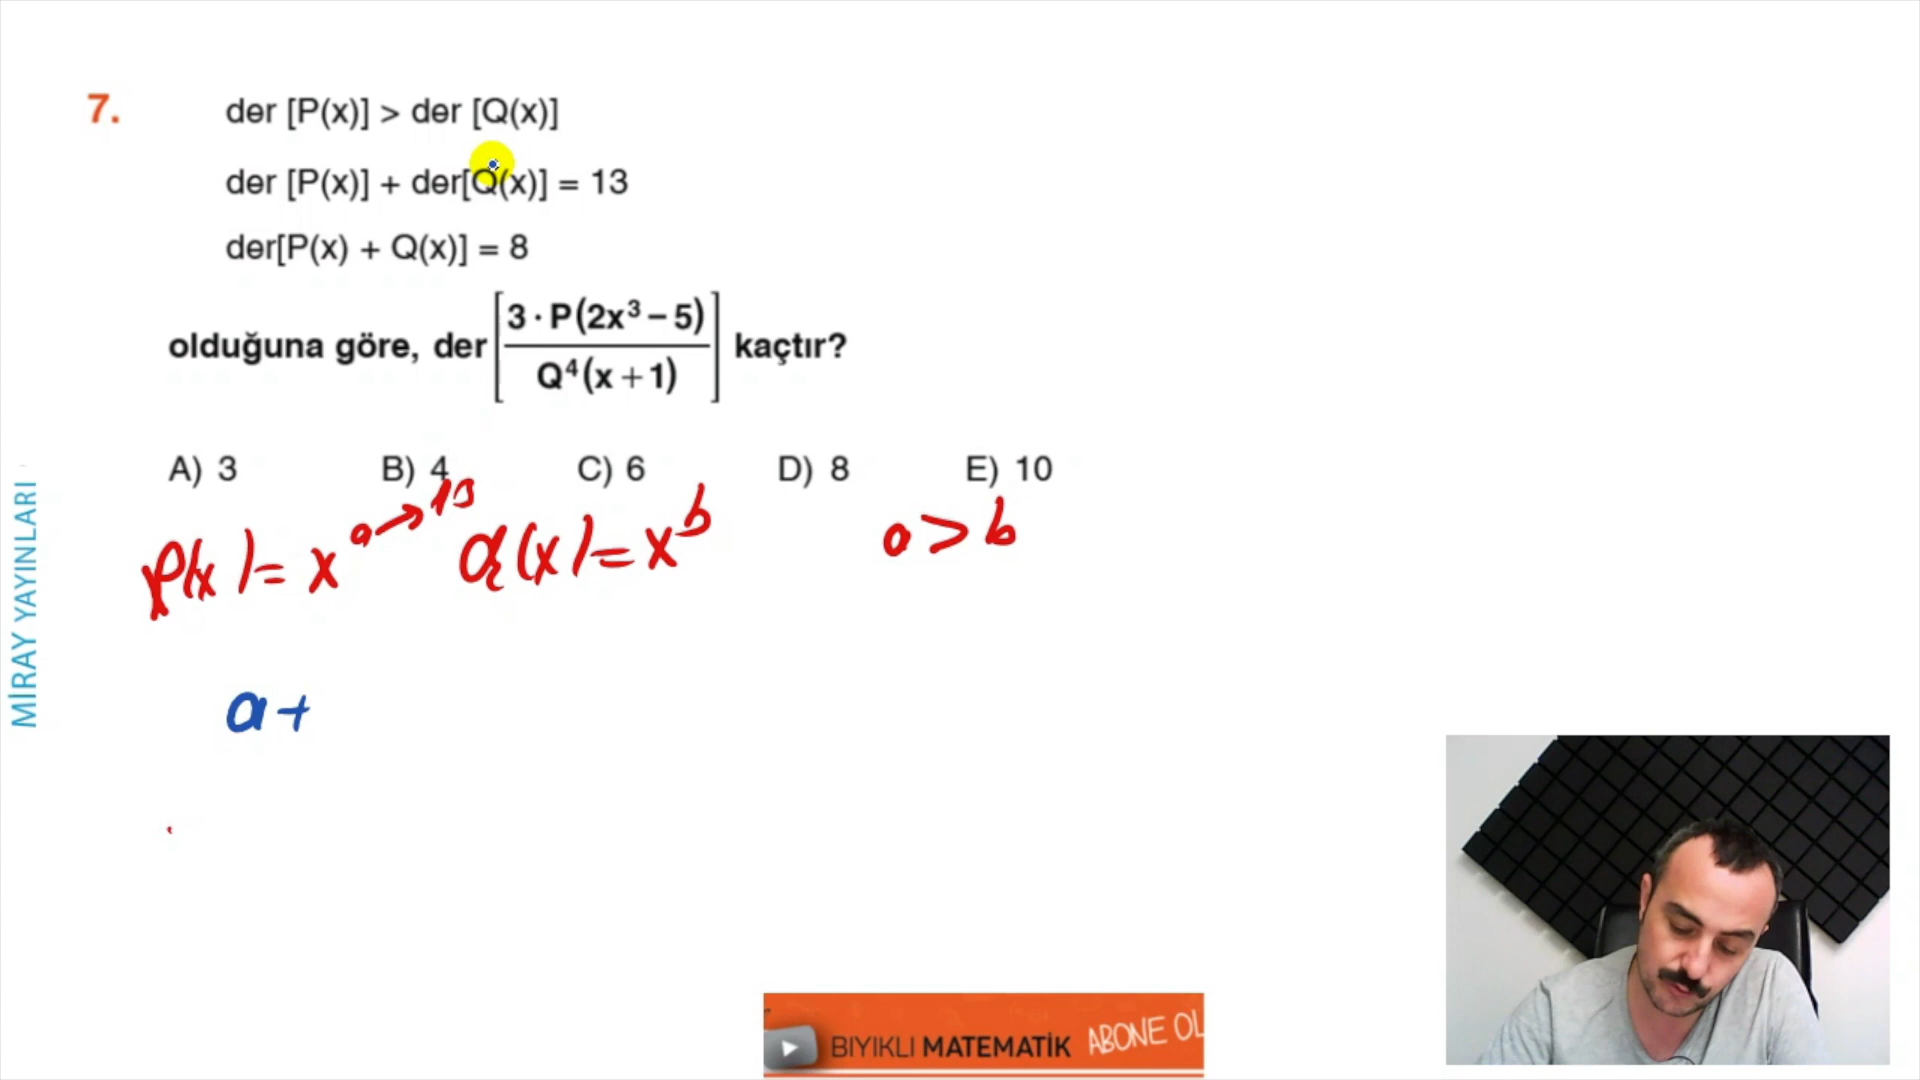 7. der [P(x)] > der [Q(x)]
der [P(x)] + der[Q(x)] = 13
der[P(x) + Q(x)] = 8
olduğuna göre, der [3 · P(2x³ – 5) / Q⁴(x + 1)] kaçtır?
A) 3 B) 4 C) 6 D) 8 E) 10
P(x) = x^a → Q(x) = x^b a > b
a +
MİRAY YAYINLARI
BIYIKLI MATEMATİK ABONE OL